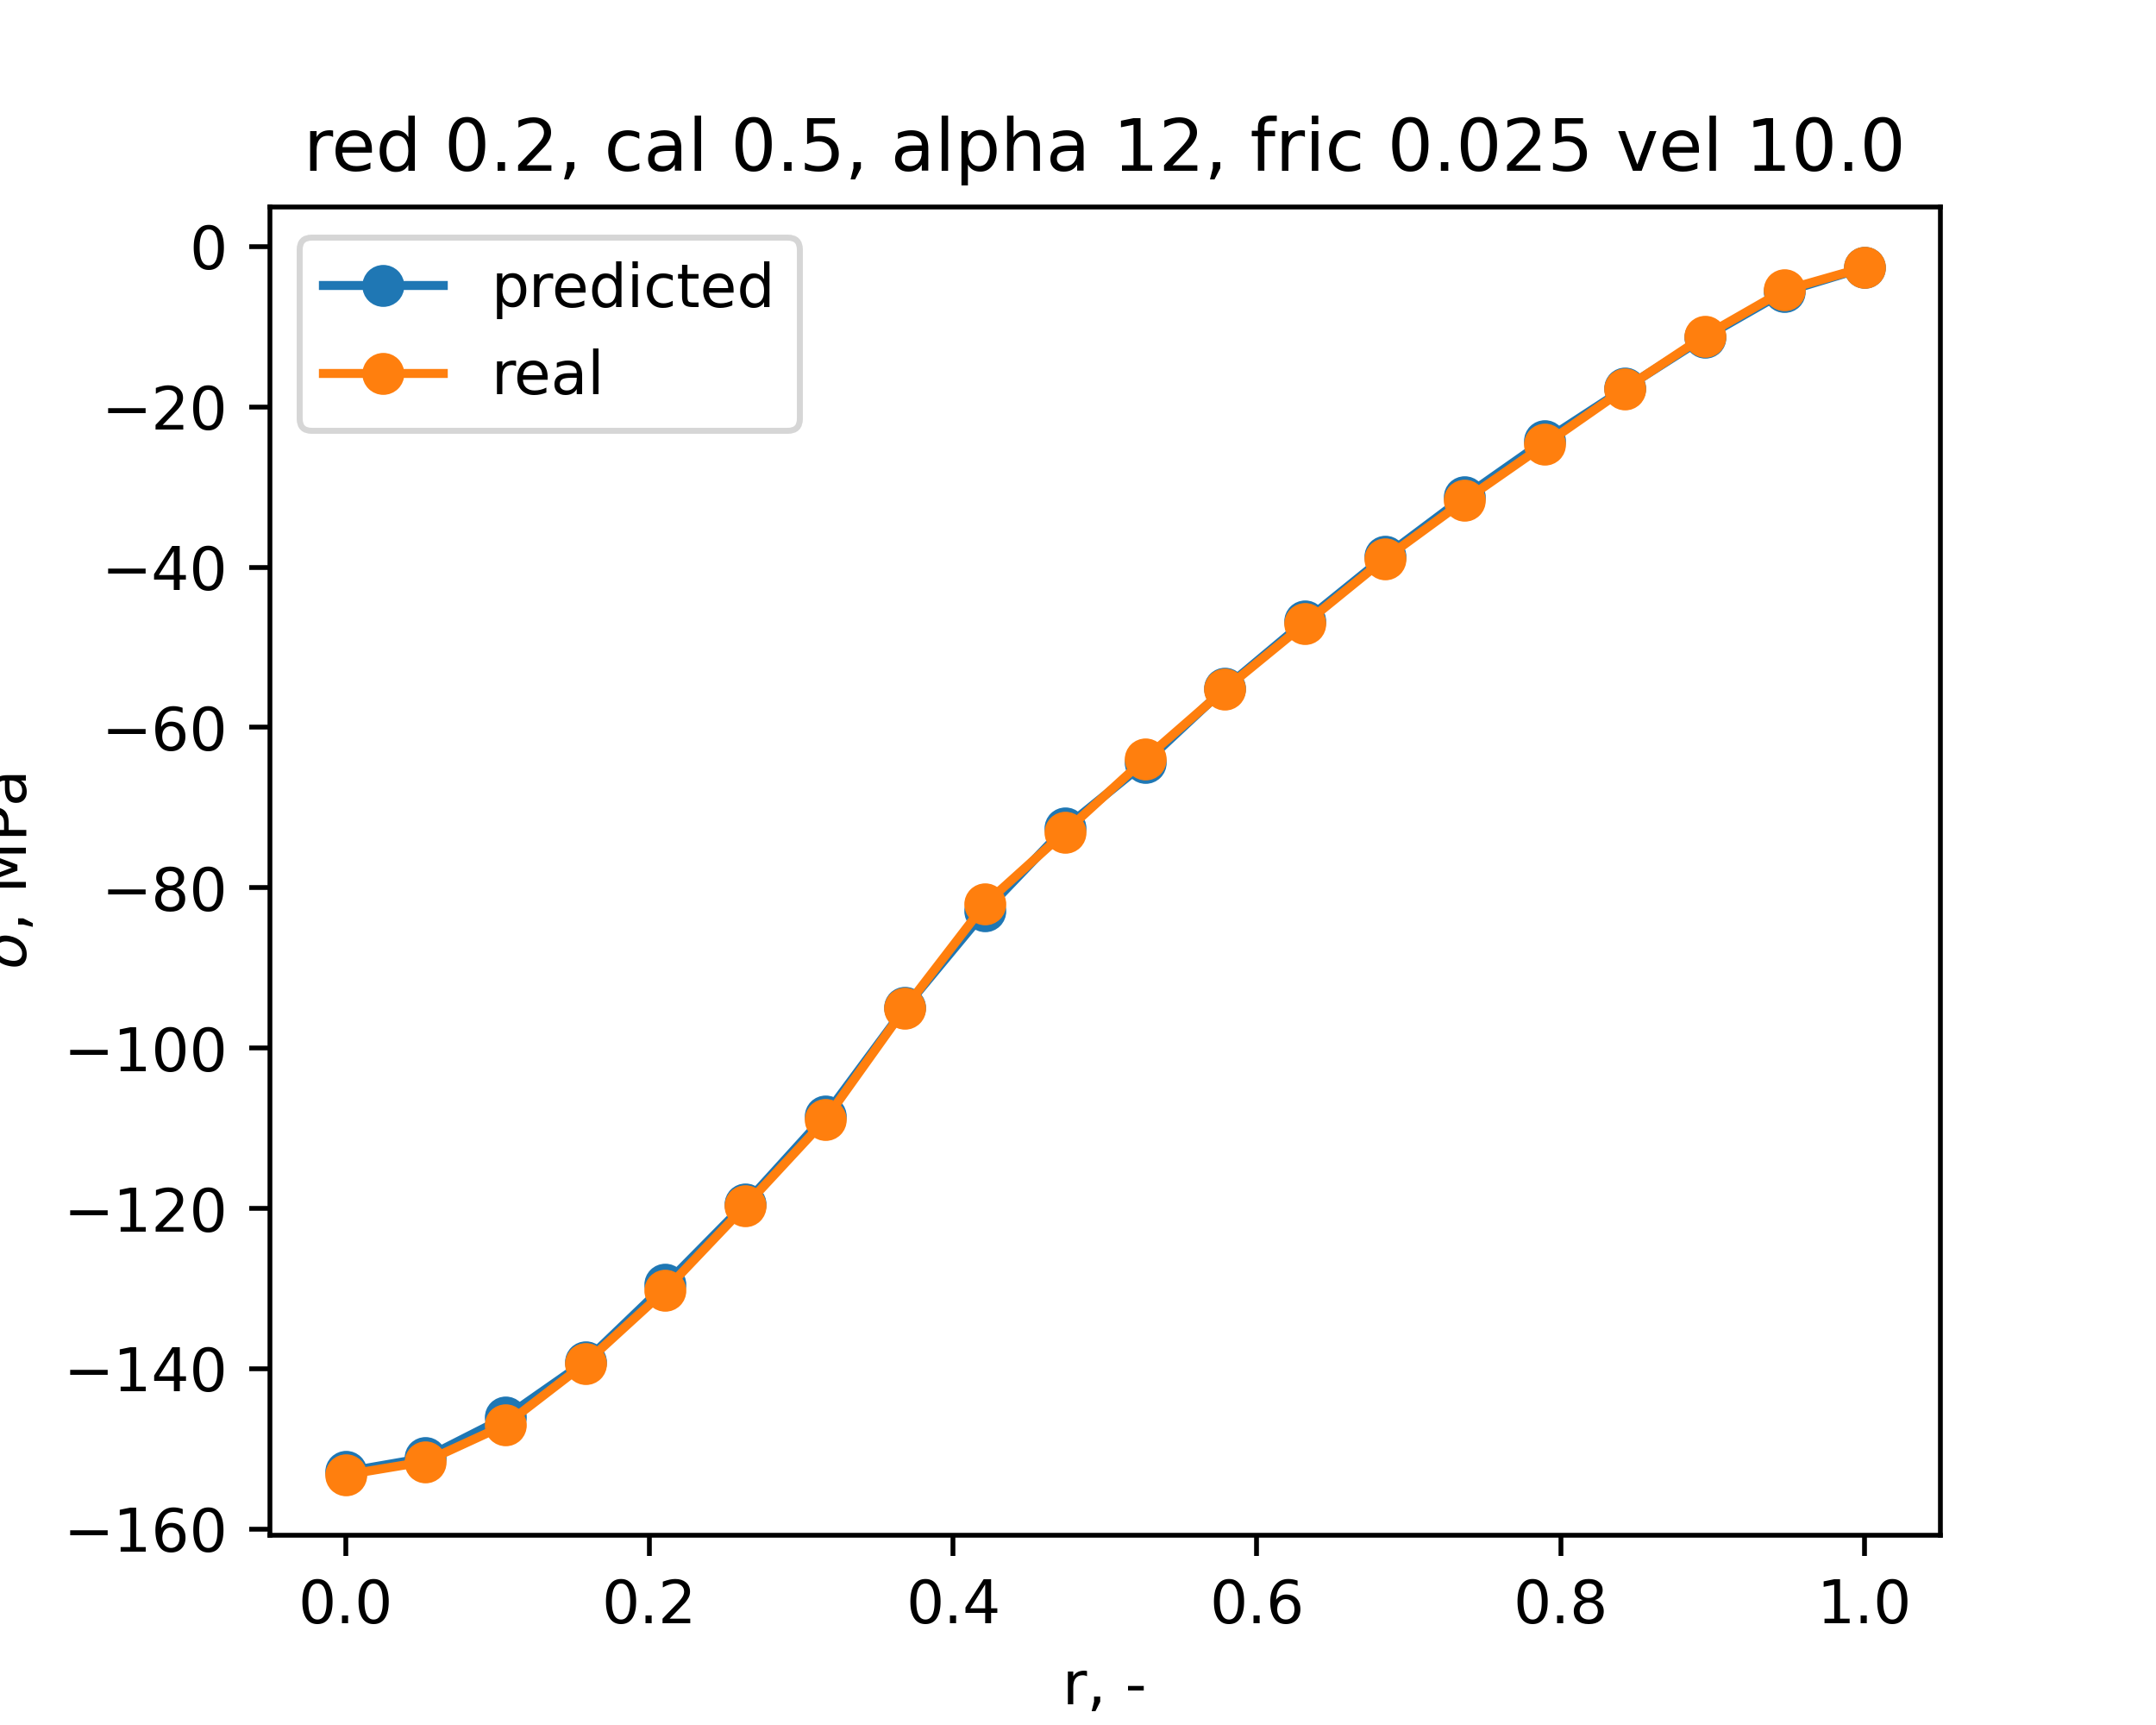 red 0.2, cal 0.5, alpha 12, fric 0.025 vel 10.0
predicted
real
0
−20
−40
−60
−80
−100
−120
−140
−160
σ, MPa
0.0 0.2 0.4 0.6 0.8 1.0
r, -